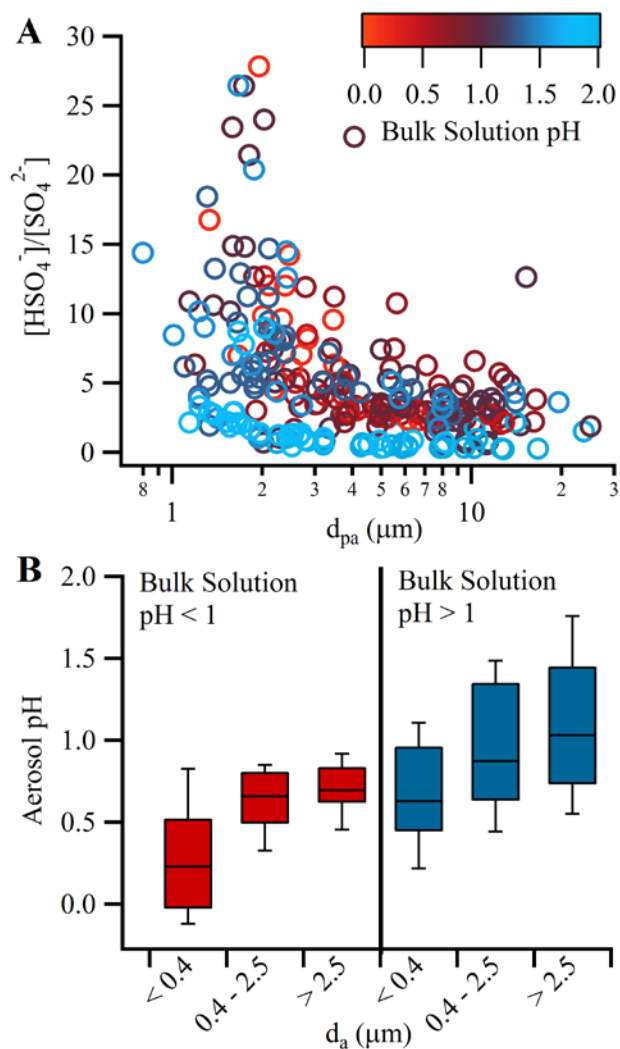 A
30
25
20
15
10
5
0
[HSO₄⁻]/[SO₄²⁻]
0.0 0.5 1.0 1.5 2.0
Bulk Solution pH
8 2 3 4 5 6 7 8 2 3
1 10
dₚₐ (μm)
B
2.0
1.5
1.0
0.5
0.0
Aerosol pH
Bulk Solution
pH < 1
Bulk Solution
pH > 1
< 0.4 0.4 - 2.5 > 2.5 < 0.4 0.4 - 2.5 > 2.5
dₐ (μm)